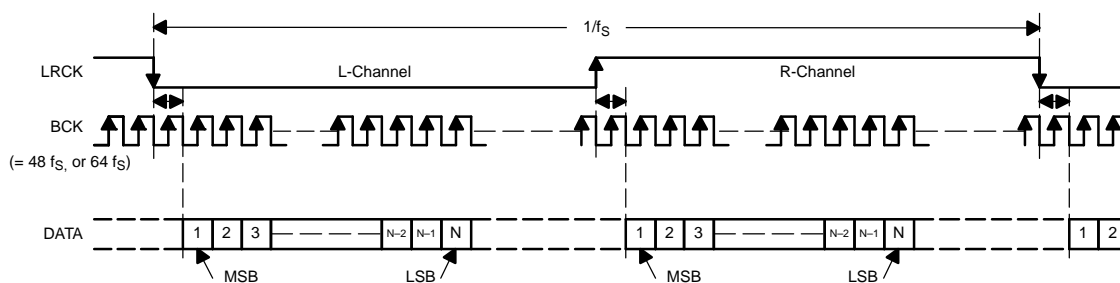 1/fS
LRCK
L-Channel
R-Channel
BCK
(= 48 fS, or 64 fS)
DATA
1 2 3 N–2 N–1 N 1 2 3 N–2 N–1 N 1 2
MSB LSB MSB LSB